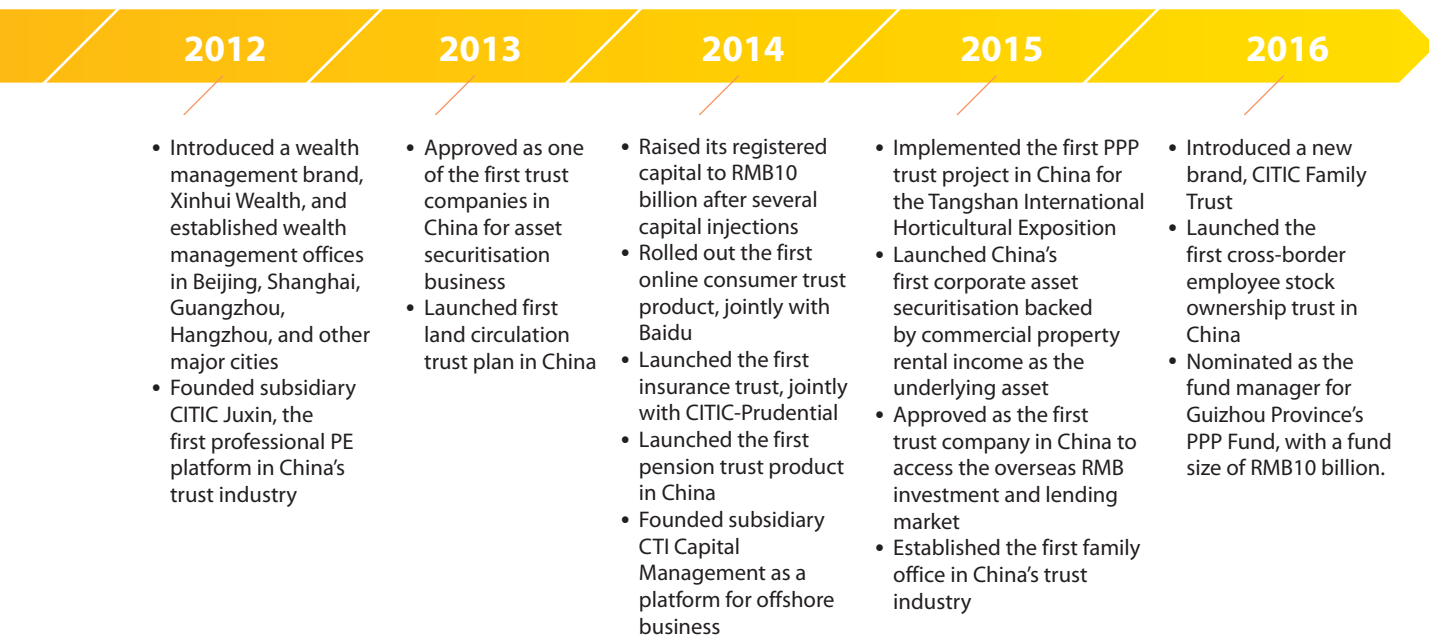 2012
2013
2014
2015
2016
• Introduced a wealth
management brand,
Xinhui Wealth, and
established wealth
management offices
in Beijing, Shanghai,
Guangzhou,
Hangzhou, and other
major cities
• Founded subsidiary
CITIC Juxin, the
first professional PE
platform in China’s
trust industry
• Approved as one
of the first trust
companies in
China for asset
securitisation
business
• Launched first
land circulation
trust plan in China
• Raised its registered
capital to RMB10
billion after several
capital injections
• Rolled out the first
online consumer trust
product, jointly with
Baidu
• Launched the first
insurance trust, jointly
with CITIC-Prudential
• Launched the first
pension trust product
in China
• Founded subsidiary
CTI Capital
Management as a
platform for offshore
business
• Implemented the first PPP
trust project in China for
the Tangshan International
Horticultural Exposition
• Launched China’s
first corporate asset
securitisation backed
by commercial property
rental income as the
underlying asset
• Approved as the first
trust company in China to
access the overseas RMB
investment and lending
market
• Established the first family
office in China’s trust
industry
• Introduced a new
brand, CITIC Family
Trust
• Launched the
first cross-border
employee stock
ownership trust in
China
• Nominated as the
fund manager for
Guizhou Province’s
PPP Fund, with a fund
size of RMB10 billion.